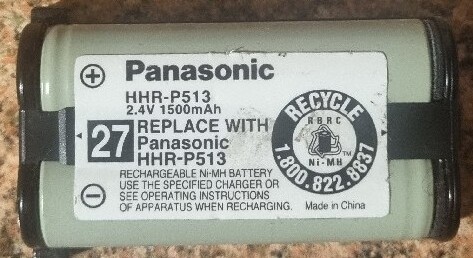 Panasonic
HHR-P513
2.4V 1500mAh
27 REPLACE WITH
Panasonic
HHR-P513
RECHARGEABLE Ni-MH BATTERY
USE THE SPECIFIED CHARGER OR
SEE OPERATING INSTRUCTIONS
OF APPARATUS WHEN RECHARGING.
RECYCLE
RBRC
Ni-MH
1.800.822.8837
Made in China